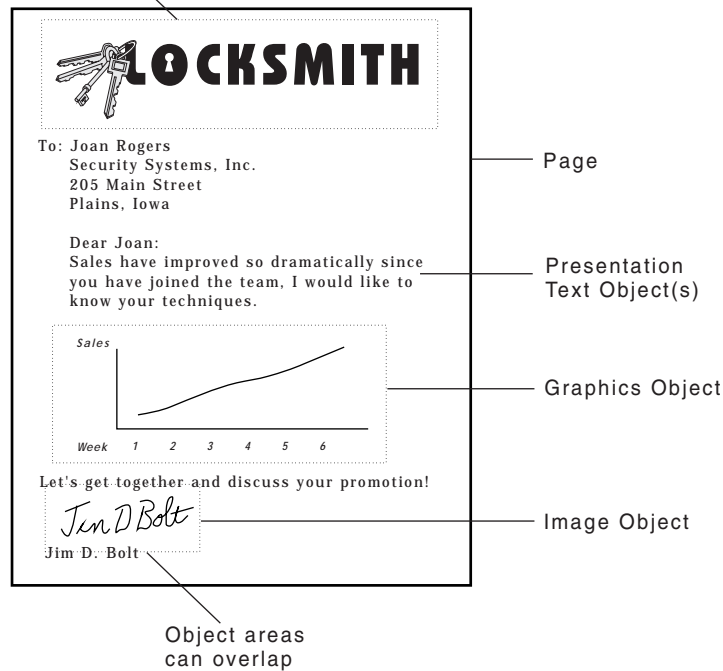 LOCKSMITH
To: Joan Rogers
Security Systems, Inc.
205 Main Street
Plains, Iowa
Dear Joan:
Sales have improved so dramatically since
you have joined the team, I would like to
know your techniques.
Sales
Week 1 2 3 4 5 6
Let's get together and discuss your promotion!
Jim D Bolt
Jim D. Bolt
Page
Presentation
Text Object(s)
Graphics Object
Image Object
Object areas
can overlap